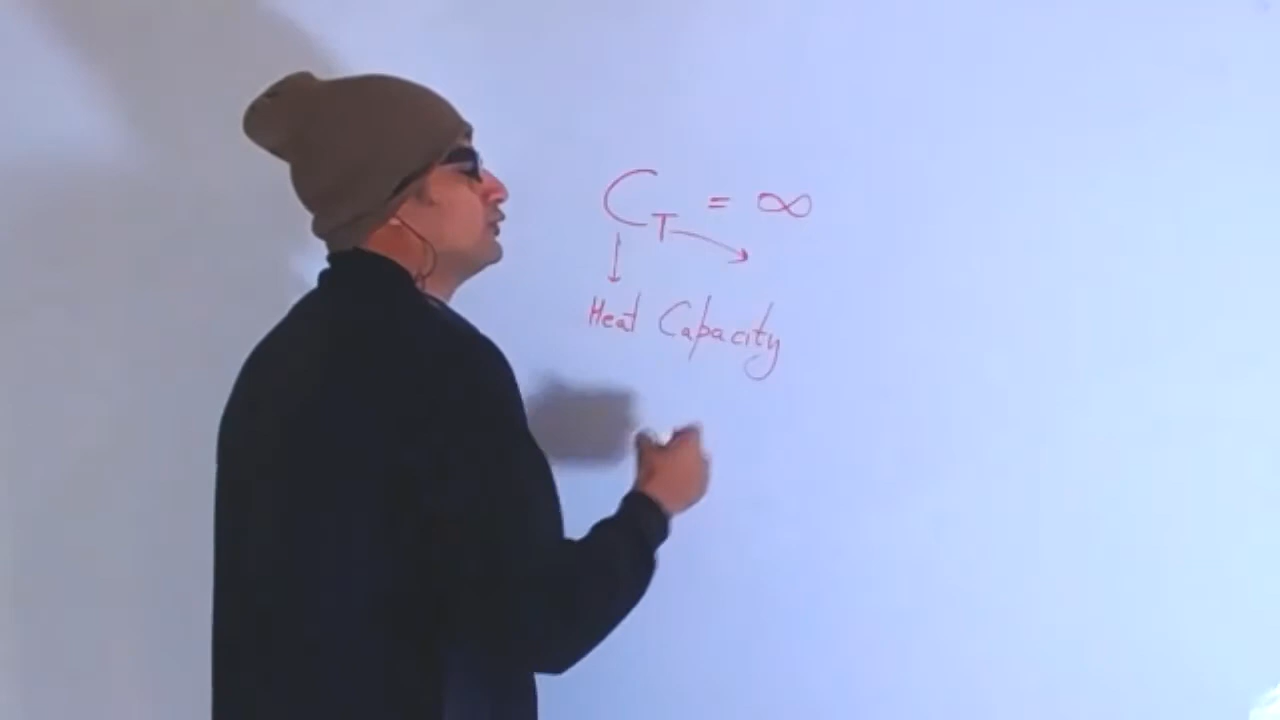 C_T = ∞
Heat Capacity